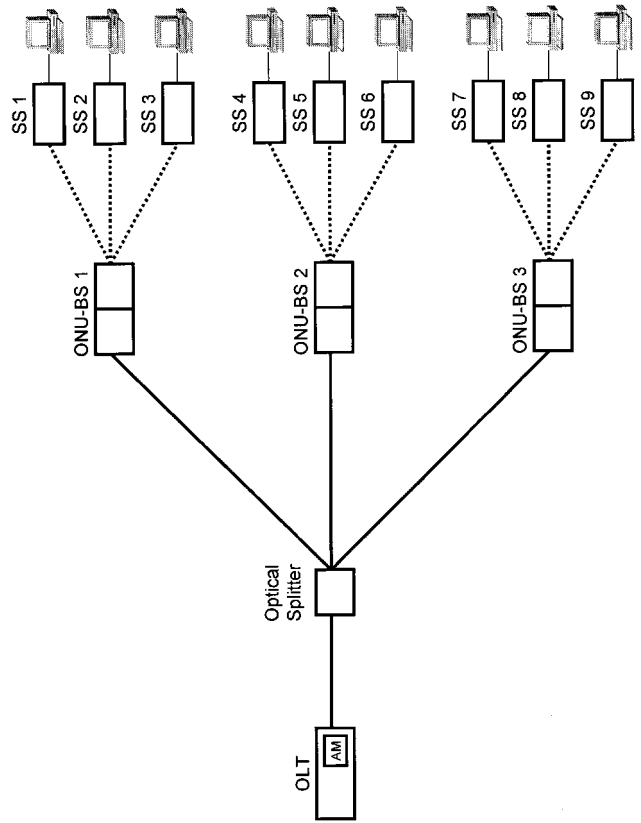 SS 1
SS 2
SS 3
SS 4
SS 5
SS 6
SS 7
SS 8
SS 9
ONU-BS 1
ONU-BS 2
ONU-BS 3
Optical
Splitter
OLT
AM